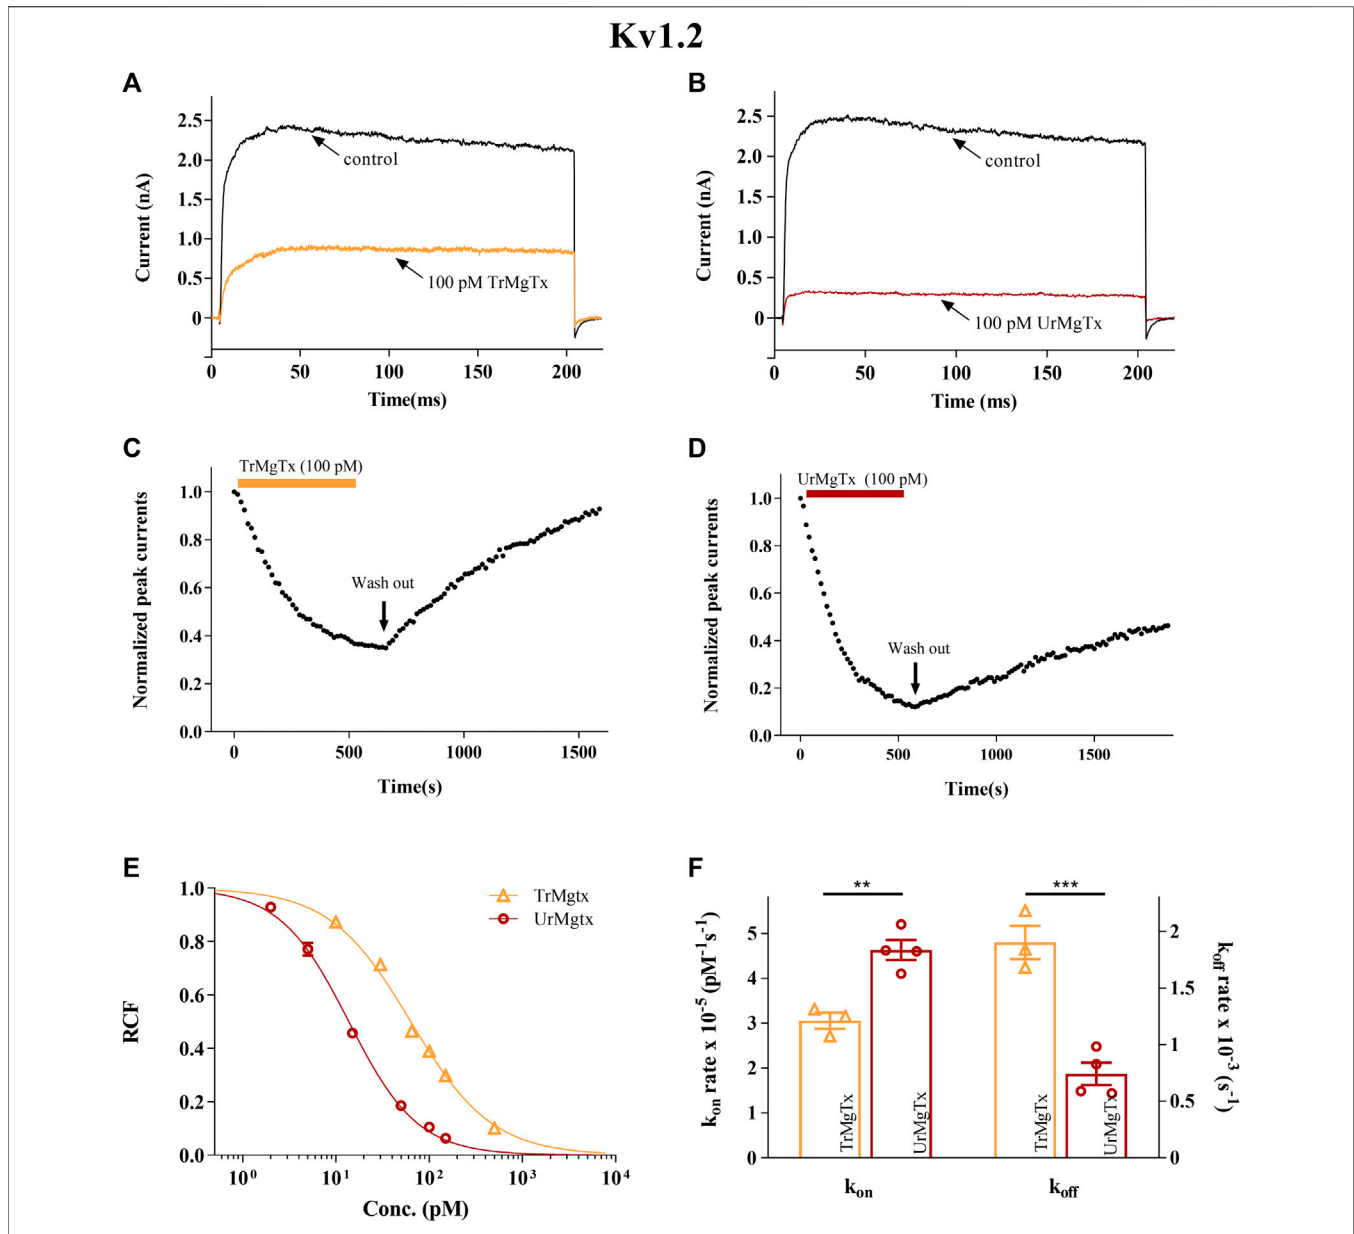 Kv1.2
A
Current (nA)
2.5
2.0
1.5
1.0
0.5
0
control
100 pM TrMgTx
0 50 100 150 200
Time(ms)
B
Current (nA)
2.5
2.0
1.5
1.0
0.5
0
control
100 pM UrMgTx
0 50 100 150 200
Time (ms)
C
TrMgTx (100 pM)
Normalized peak currents
1.0
0.8
0.6
0.4
0.2
0.0
Wash out
0 500 1000 1500
Time(s)
D
UrMgTx (100 pM)
Normalized peak currents
1.0
0.8
0.6
0.4
0.2
0.0
Wash out
0 500 1000 1500
Time(s)
E
RCF
1.0
0.8
0.6
0.4
0.2
0.0
TrMgtx
UrMgtx
10⁰ 10¹ 10² 10³ 10⁴
Conc. (pM)
F
** ***
kₒₙ rate x 10⁻⁵ (pM⁻¹s⁻¹)
5
4
3
2
1
0
TrMgTx
UrMgTx
TrMgTx
UrMgTx
2
1.5
1
0.5
0
k_off rate x 10⁻³ (s⁻¹)
kₒₙ k_off